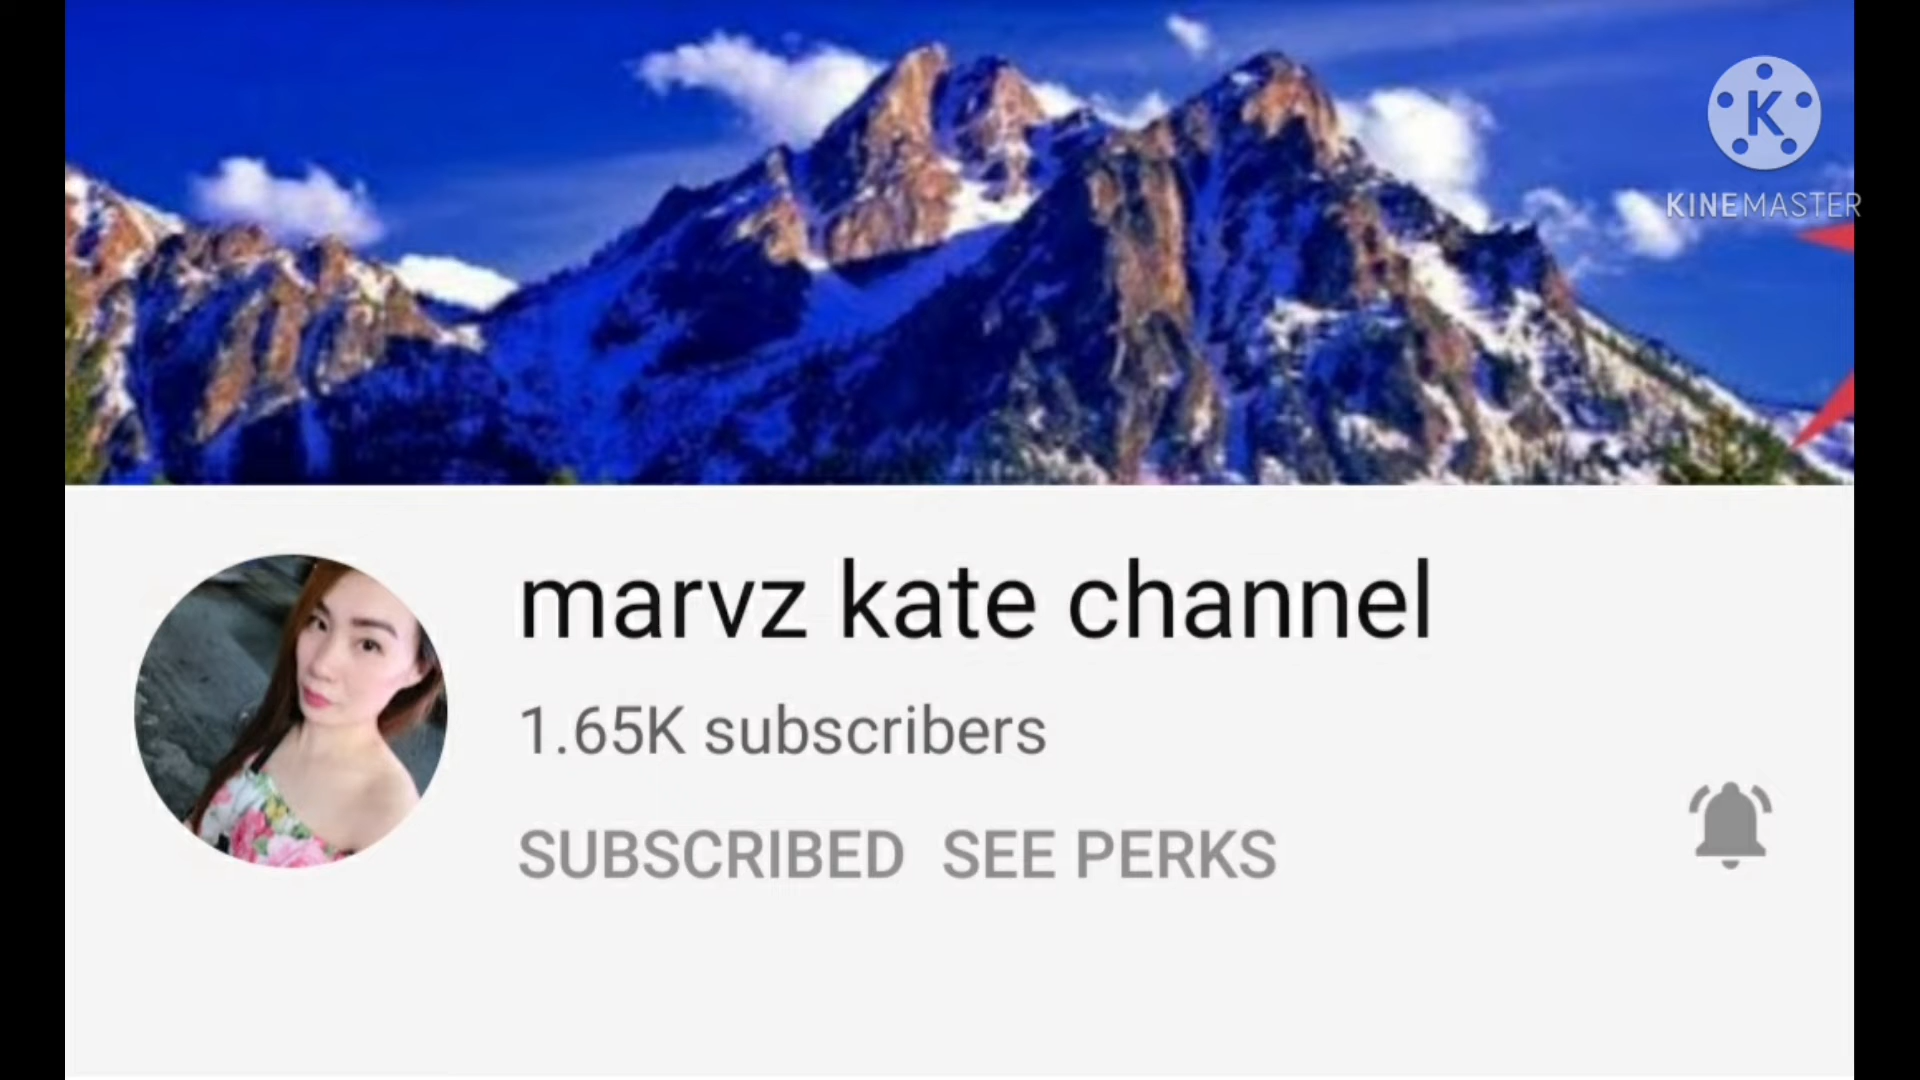 K
KINEMASTER
marvz kate channel
1.65K subscribers
SUBSCRIBED SEE PERKS